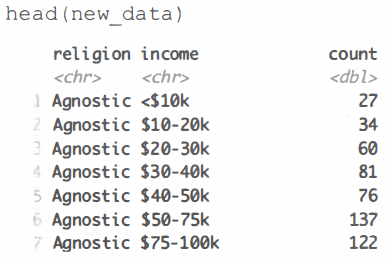 head(new_data)
religion income count
<chr> <chr> <dbl>
1 Agnostic <$10k 27
2 Agnostic $10-20k 34
3 Agnostic $20-30k 60
4 Agnostic $30-40k 81
5 Agnostic $40-50k 76
6 Agnostic $50-75k 137
7 Agnostic $75-100k 122